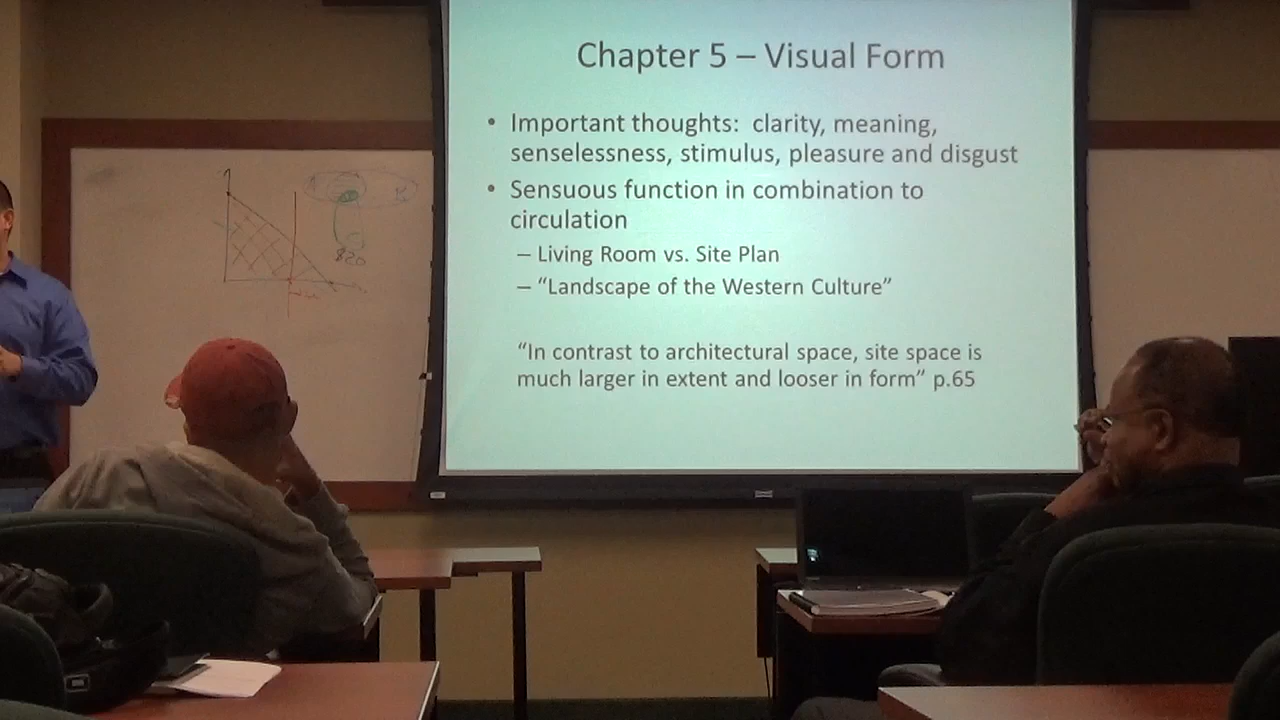 Chapter 5 – Visual Form
• Important thoughts:  clarity, meaning,
senselessness, stimulus, pleasure and disgust
• Sensuous function in combination to
circulation
– Living Room vs. Site Plan
– “Landscape of the Western Culture”
“In contrast to architectural space, site space is
much larger in extent and looser in form” p.65
$20